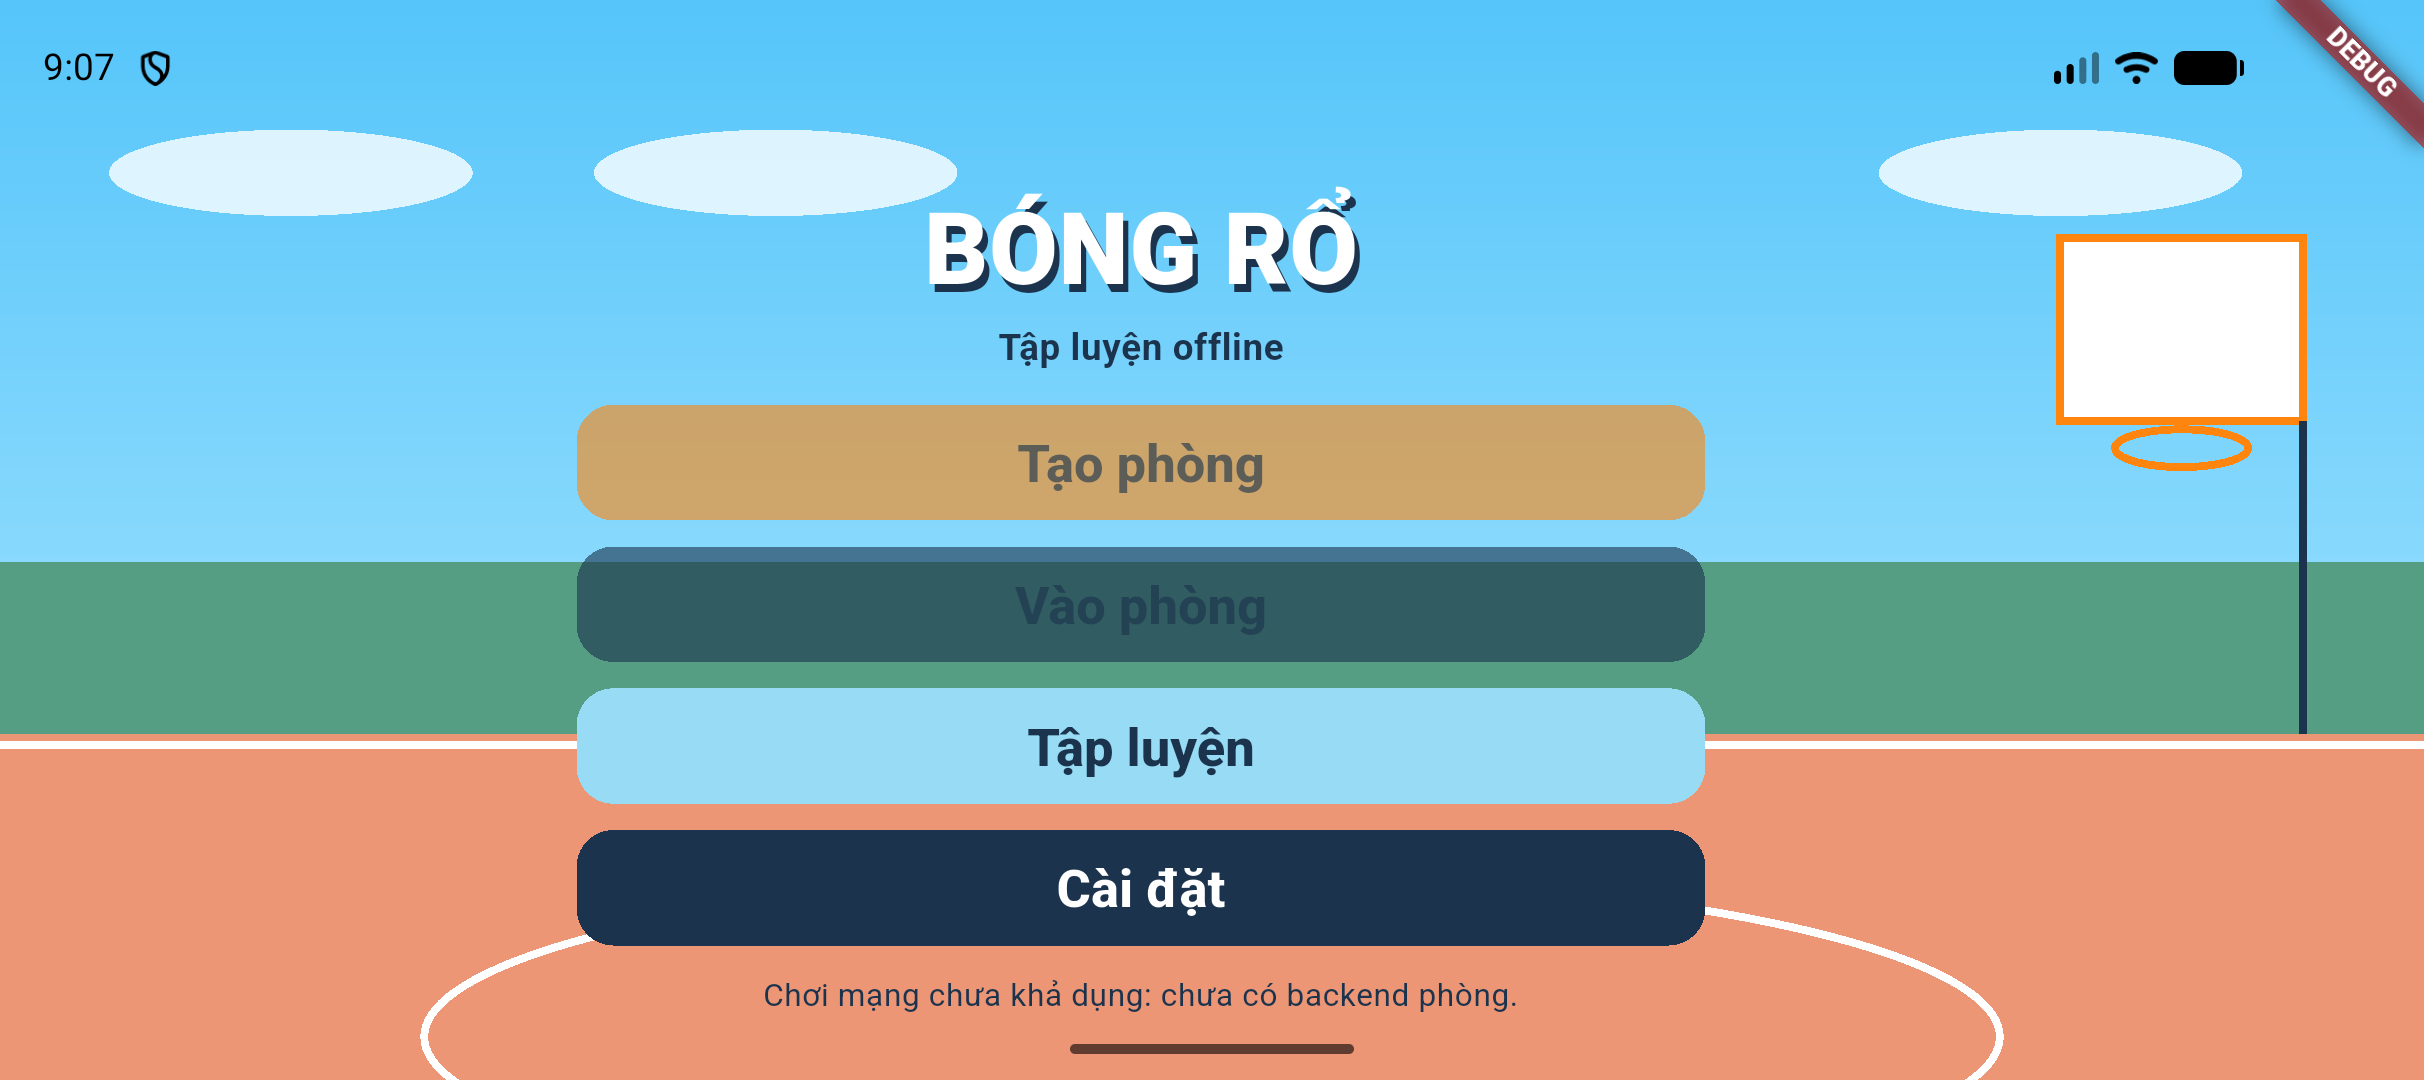 9:07
DEBUG
BÓNG RỔ
Tập luyện offline
Tạo phòng
Vào phòng
Tập luyện
Cài đặt
Chơi mạng chưa khả dụng: chưa có backend phòng.